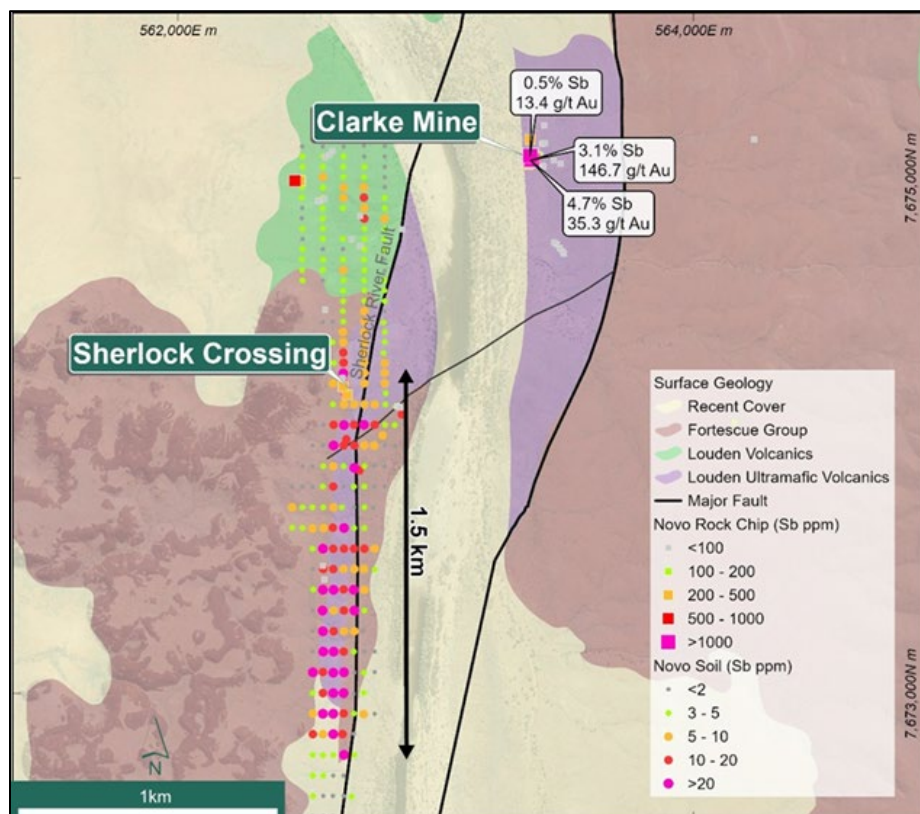 562,000E m
564,000E m
0.5% Sb
13.4 g/t Au
Clarke Mine
3.1% Sb
146.7 g/t Au
4.7% Sb
35.3 g/t Au
7,675,000N m
Sherlock River Fault
Sherlock Crossing
1.5 km
Surface Geology
Recent Cover
Fortescue Group
Louden Volcanics
Louden Ultramafic Volcanics
Major Fault
Novo Rock Chip (Sb ppm)
<100
100 - 200
200 - 500
500 - 1000
>1000
Novo Soil (Sb ppm)
<2
3 - 5
5 - 10
10 - 20
>20
7,673,000N m
N
1km